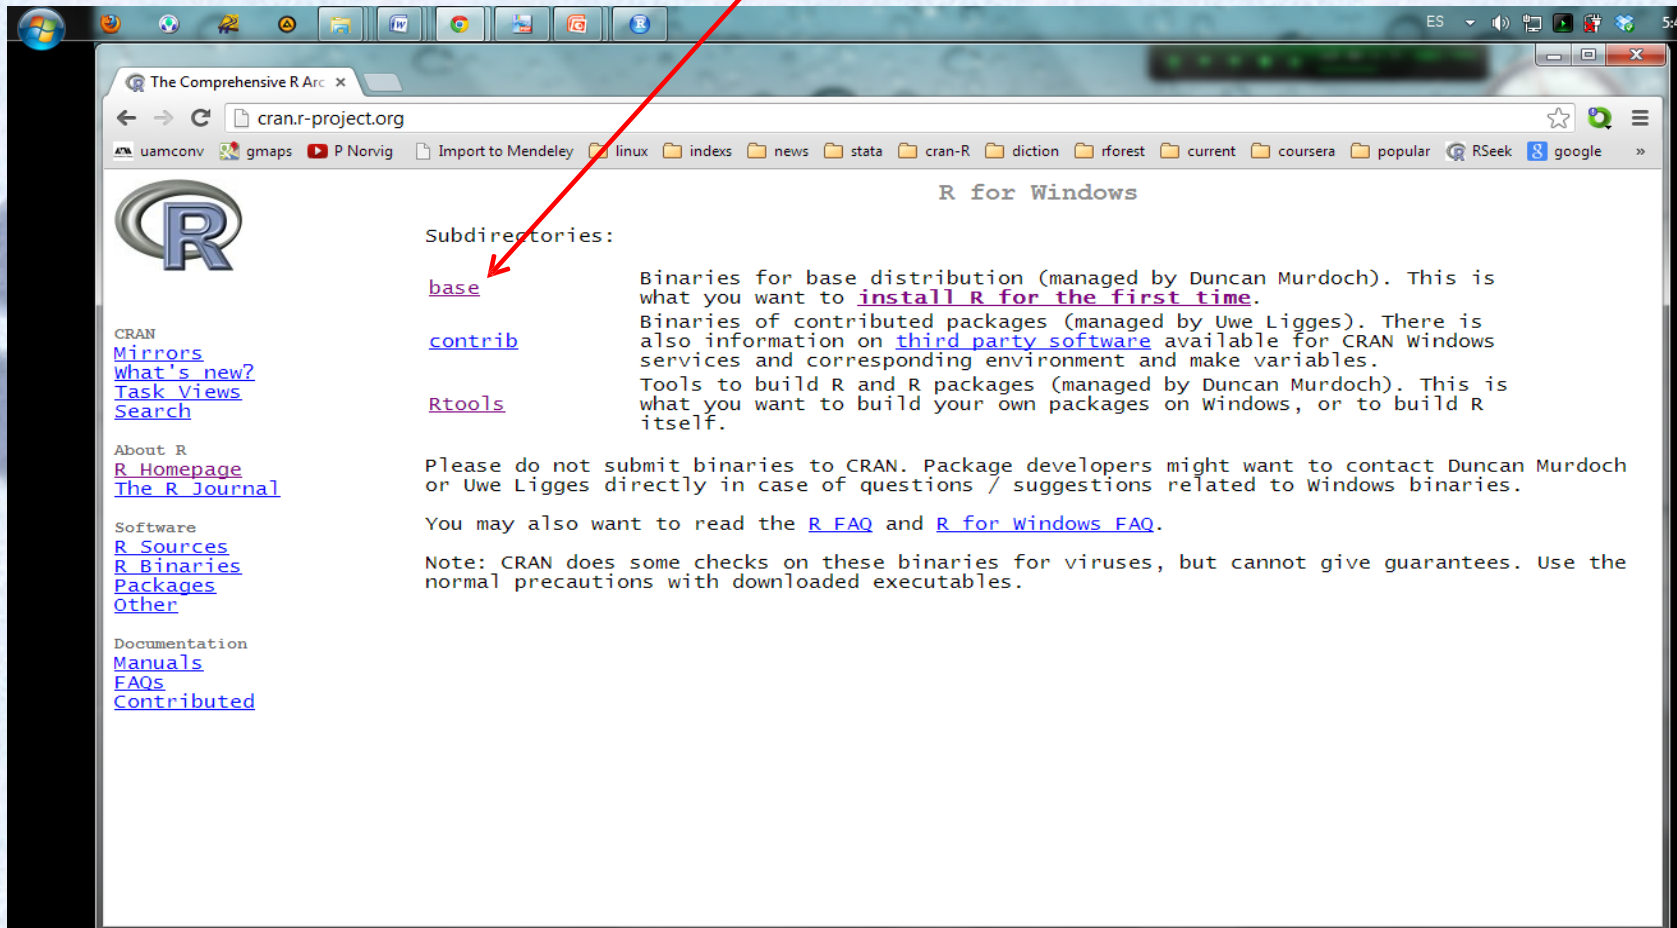 ES
5:4
The Comprehensive R Arc
cran.r-project.org
uamconv gmaps P Norvig Import to Mendeley linux indexs news stata cran-R diction rforest current coursera popular RSeek google »
R
R for Windows
Subdirectories:
base
Binaries for base distribution (managed by Duncan Murdoch). This is
what you want to install R for the first time.
contrib
Binaries of contributed packages (managed by Uwe Ligges). There is
also information on third party software available for CRAN Windows
services and corresponding environment and make variables.
Rtools
Tools to build R and R packages (managed by Duncan Murdoch). This is
what you want to build your own packages on Windows, or to build R
itself.
Please do not submit binaries to CRAN. Package developers might want to contact Duncan Murdoch
or Uwe Ligges directly in case of questions / suggestions related to Windows binaries.
You may also want to read the R FAQ and R for Windows FAQ.
Note: CRAN does some checks on these binaries for viruses, but cannot give guarantees. Use the
normal precautions with downloaded executables.
CRAN
Mirrors
What's new?
Task Views
Search
About R
R Homepage
The R Journal
Software
R Sources
R Binaries
Packages
Other
Documentation
Manuals
FAQs
Contributed